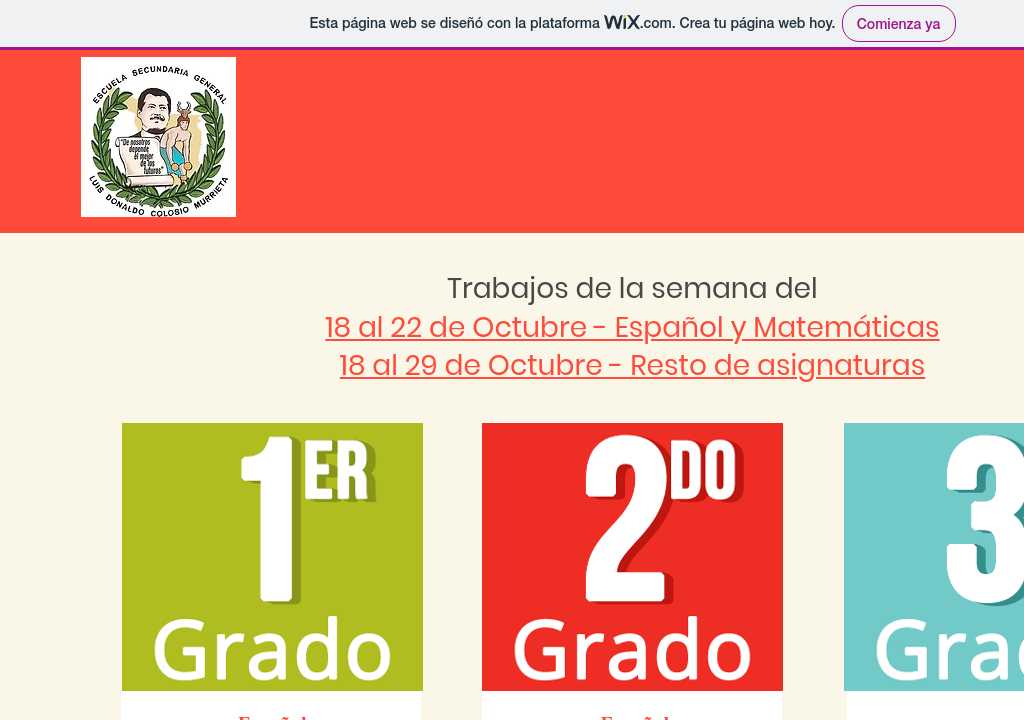 Esta página web se diseñó con la plataforma WiX.com. Crea tu página web hoy. Comienza ya
ESCUELA SECUNDARIA GENERAL
"De nosotros
depende
el mejor
de los
futuros"
LUIS DONALDO COLOSIO MURRIETA
Trabajos de la semana del
18 al 22 de Octubre - Español y Matemáticas
18 al 29 de Octubre - Resto de asignaturas
1ER
Grado
2DO
Grado
3
Grad
Español
Español